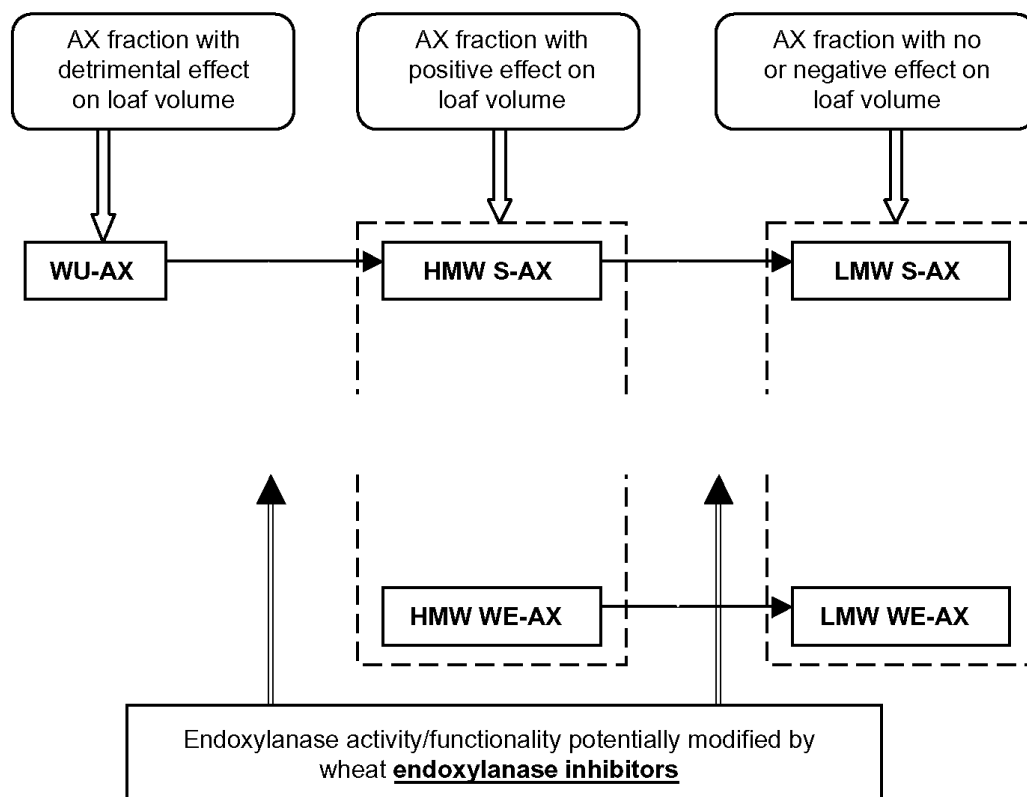 AX fraction with
detrimental effect
on loaf volume
AX fraction with
positive effect on
loaf volume
AX fraction with no
or negative effect on
loaf volume
WU-AX
HMW S-AX
LMW S-AX
HMW WE-AX
LMW WE-AX
Endoxylanase activity/functionality potentially modified by
wheat endoxylanase inhibitors